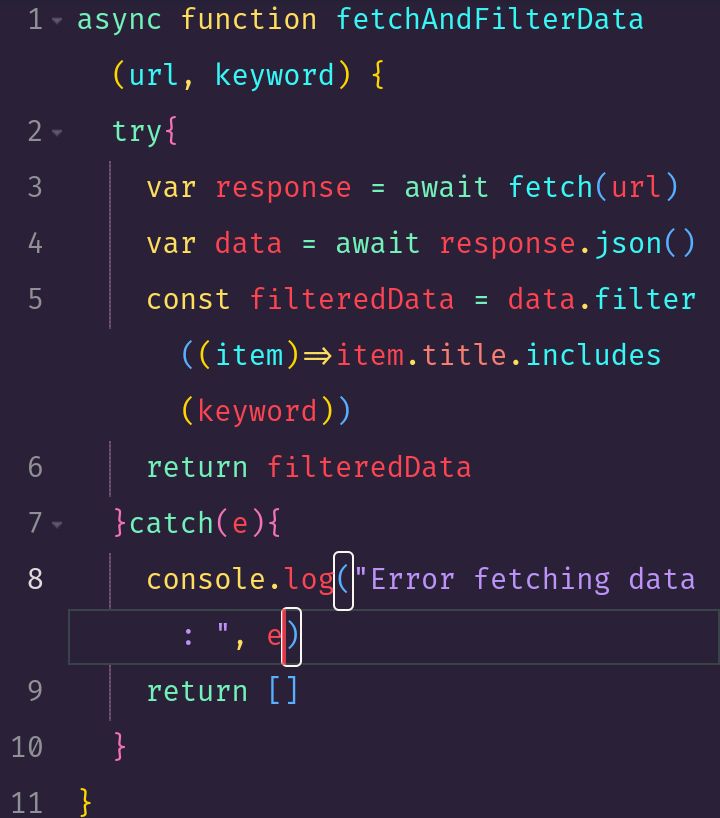 1 async function fetchAndFilterData
(url, keyword) {
2 try{
3 var response = await fetch(url)
4 var data = await response.json()
5 const filteredData = data.filter
((item)=>item.title.includes
(keyword))
6 return filteredData
7 }catch(e){
8 console.log("Error fetching data
: ", e)
9 return []
10 }
11 }